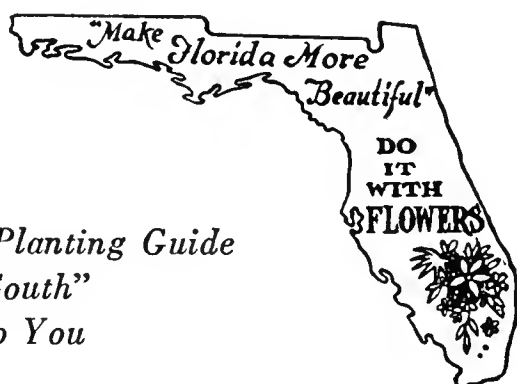 "Make
Florida More
Beautiful"
DO
IT
WITH
FLOWERS
Planting Guide
South"
You